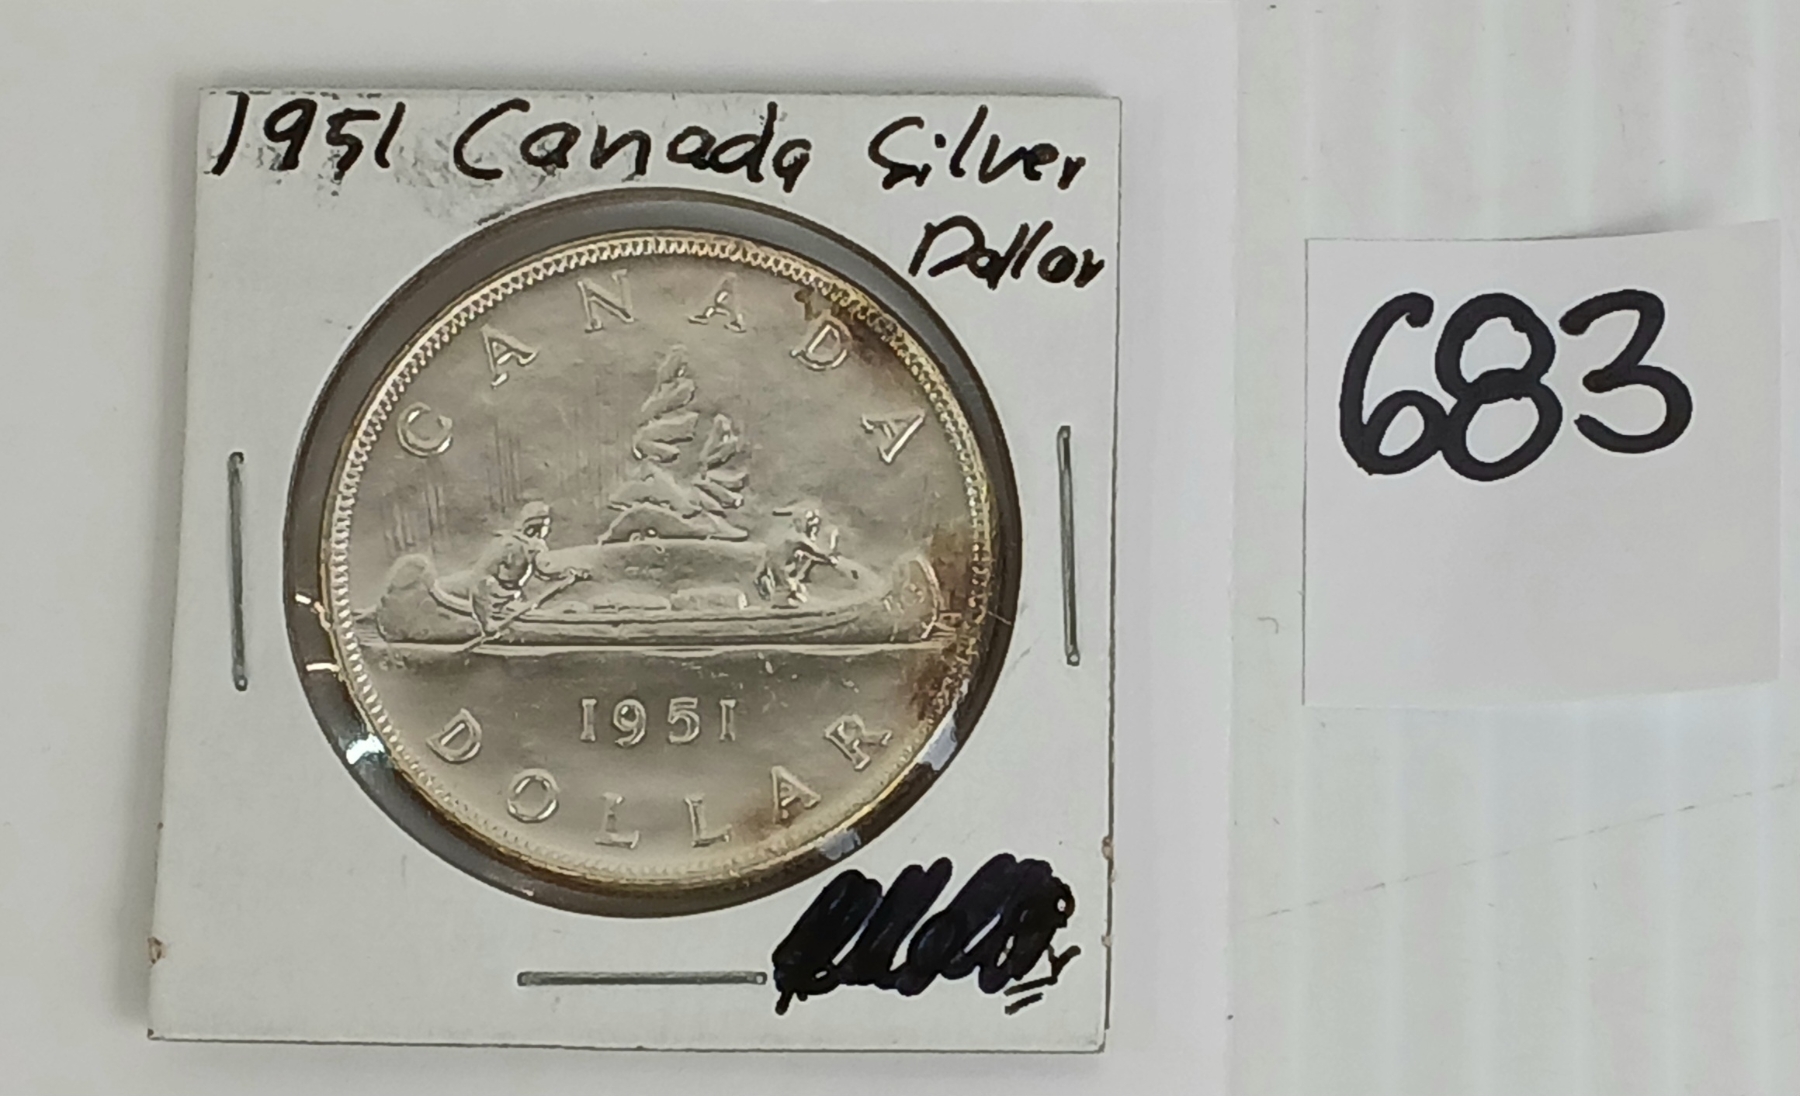 1951 Canada Silver
Dollar
CANADA
1951
DOLLAR
683